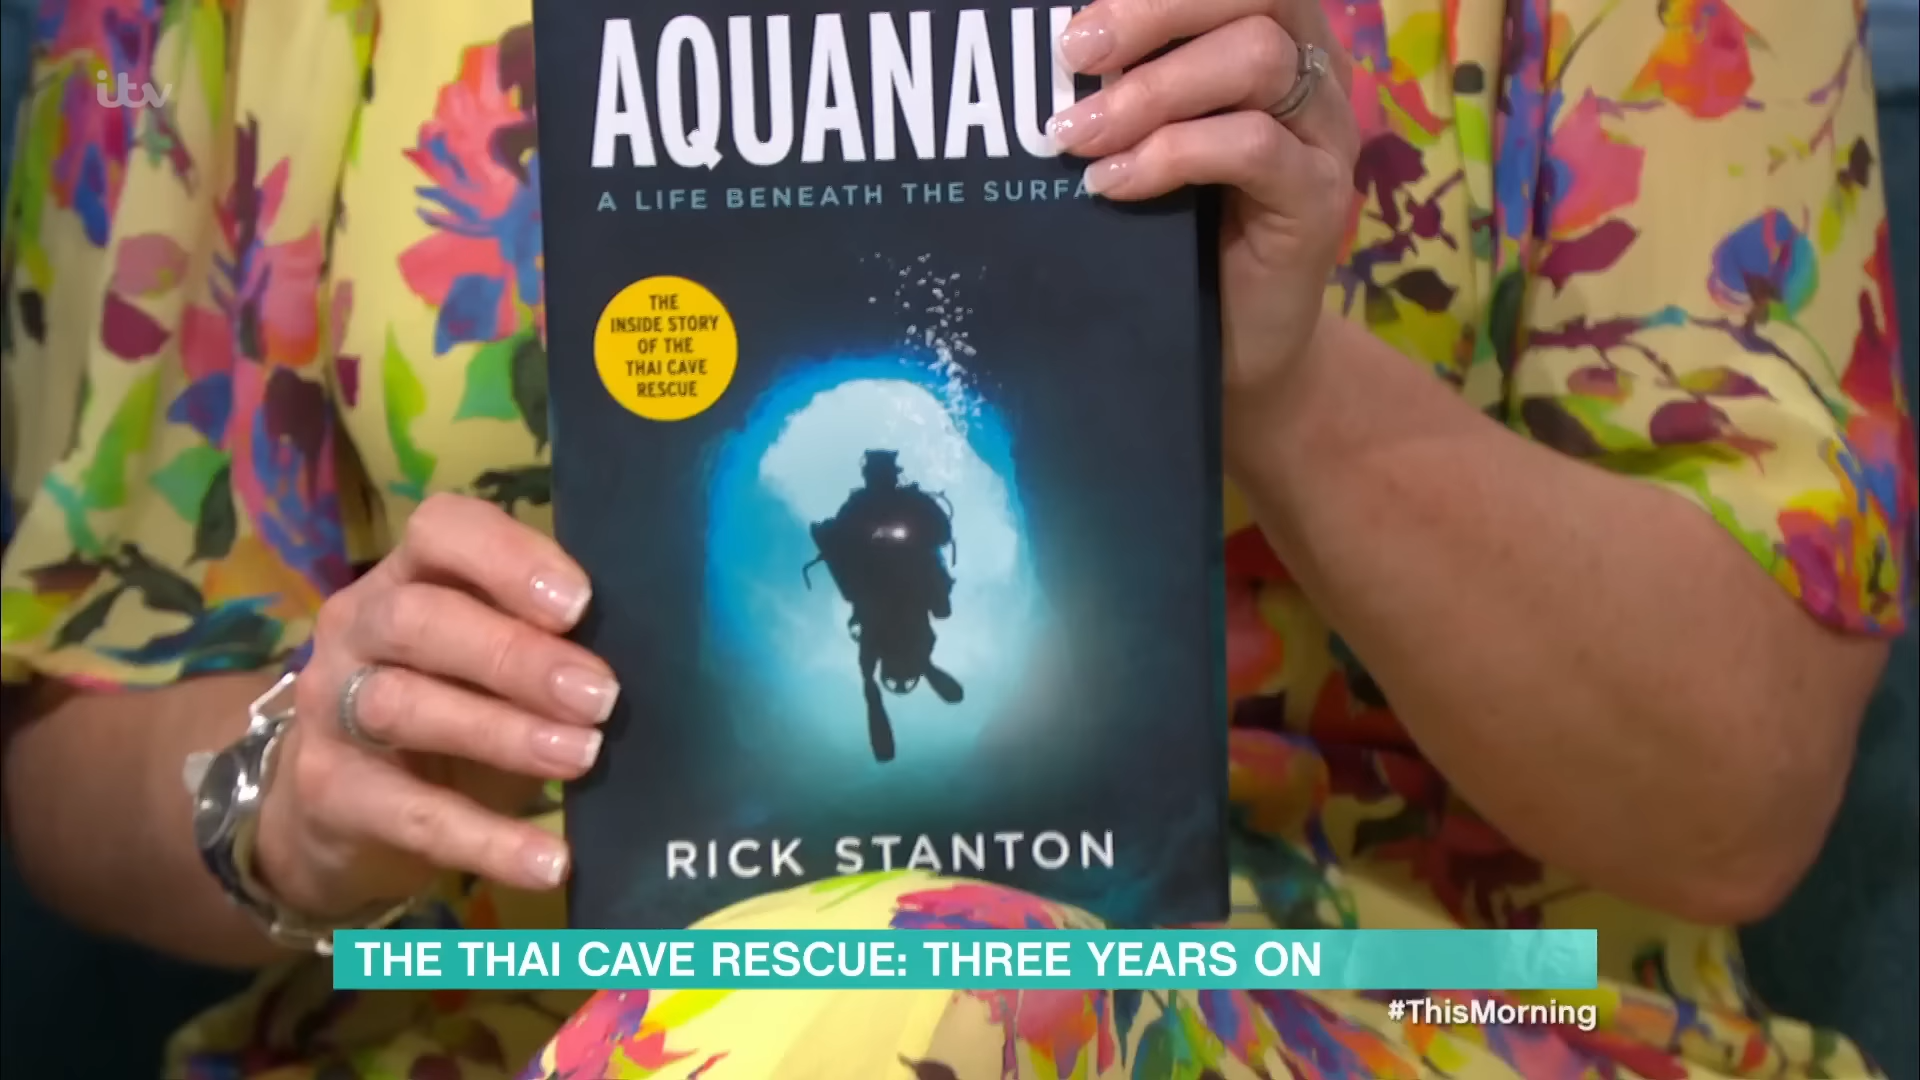 itv
AQUANAU
A LIFE BENEATH THE SURFA
THE
INSIDE STORY
OF THE
THAI CAVE
RESCUE
RICK STANTON
THE THAI CAVE RESCUE: THREE YEARS ON
#ThisMorning